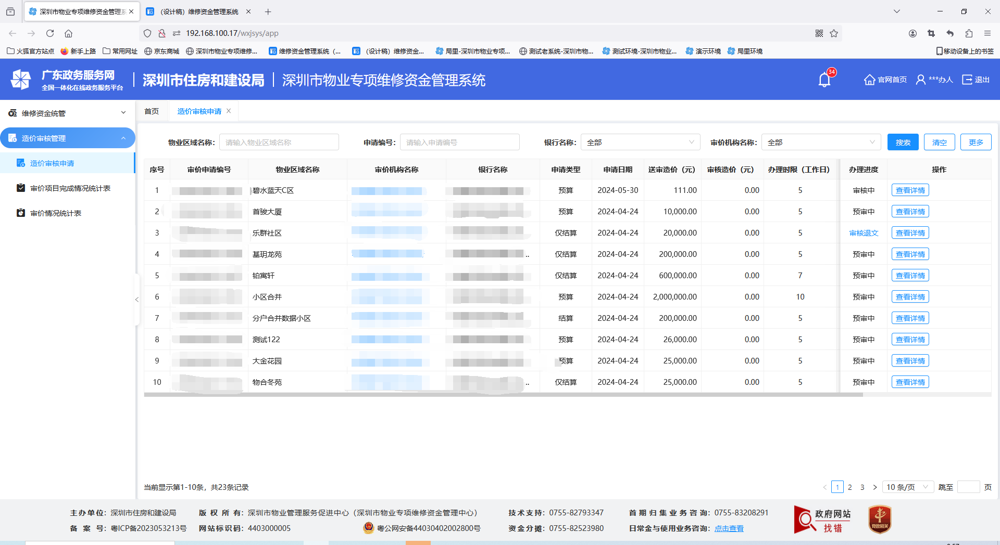 深圳市物业专项维修资金管理系
（设计稿）维修资金管理系统
192.168.100.17/wxjsys/app
火狐官方站点 新手上路 常用网址 京东商城 深圳市物业专项维修... 维修资金管理系统（... （设计稿）维修资金... 局里-深圳市物业专项... 测试老系统-深圳市物... 测试环境-深圳市物业... 演示环境 局里环境 移动设备上的书签
广东政务服务网
全国一体化在线政务服务平台
深圳市住房和建设局
深圳市物业专项维修资金管理系统
34
官网首页 ***办人 退出
维修资金统管
造价审核管理
造价审核申请
审价项目完成情况统计表
审价情况统计表
首页 造价审核申请
物业区域名称: 请输入物业区域名称 申请编号: 请输入申请编号 银行名称: 全部 审价机构名称: 全部 搜索 清空 更多
序号 审价申请编号 物业区域名称 审价机构名称 银行名称 申请类型 申请日期 送审造价（元） 审核造价（元） 办理时限（工作日） 办理进度 操作
1 碧水蓝天C区 预算 2024-05-30 111.00 0.00 5 审核中 查看详情
2 首骏大厦 预算 2024-04-24 10,000.00 0.00 5 预审中 查看详情
3 乐群社区 仅结算 2024-04-24 20,000.00 0.00 5 审核退文 查看详情
4 基玥龙苑 .. 仅结算 2024-04-24 200,000.00 0.00 5 预审中 查看详情
5 铂寓轩 仅结算 2024-04-24 600,000.00 0.00 7 预审中 查看详情
6 小区合并 预算 2024-04-24 2,000,000.00 0.00 10 预审中 查看详情
7 分户合并数据小区 结算 2024-04-24 200,000.00 0.00 5 预审中 查看详情
8 测试122 预算 2024-04-24 26,000.00 0.00 5 预审中 查看详情
9 大金花园 预算 2024-04-24 25,000.00 0.00 5 预审中 查看详情
10 物合冬苑 .. 仅结算 2024-04-24 25,000.00 0.00 5 预审中 查看详情
当前显示第1-10条，共23条记录
1 2 3 10 条/页 跳至 页
主办单位: 深圳市住房和建设局 版权所有: 深圳市物业管理服务促进中心（深圳市物业专项维修资金管理中心） 技术支持: 0755-82793347 首期归集业务咨询: 0755-83208291
备案号: 粤ICP备2023053213号 网站标识码: 4403000005 粤公网安备44030402002800号 资金分摊: 0755-82523980 日常金与使用业务咨询: 点击查看
政府网站
找错
党政机关